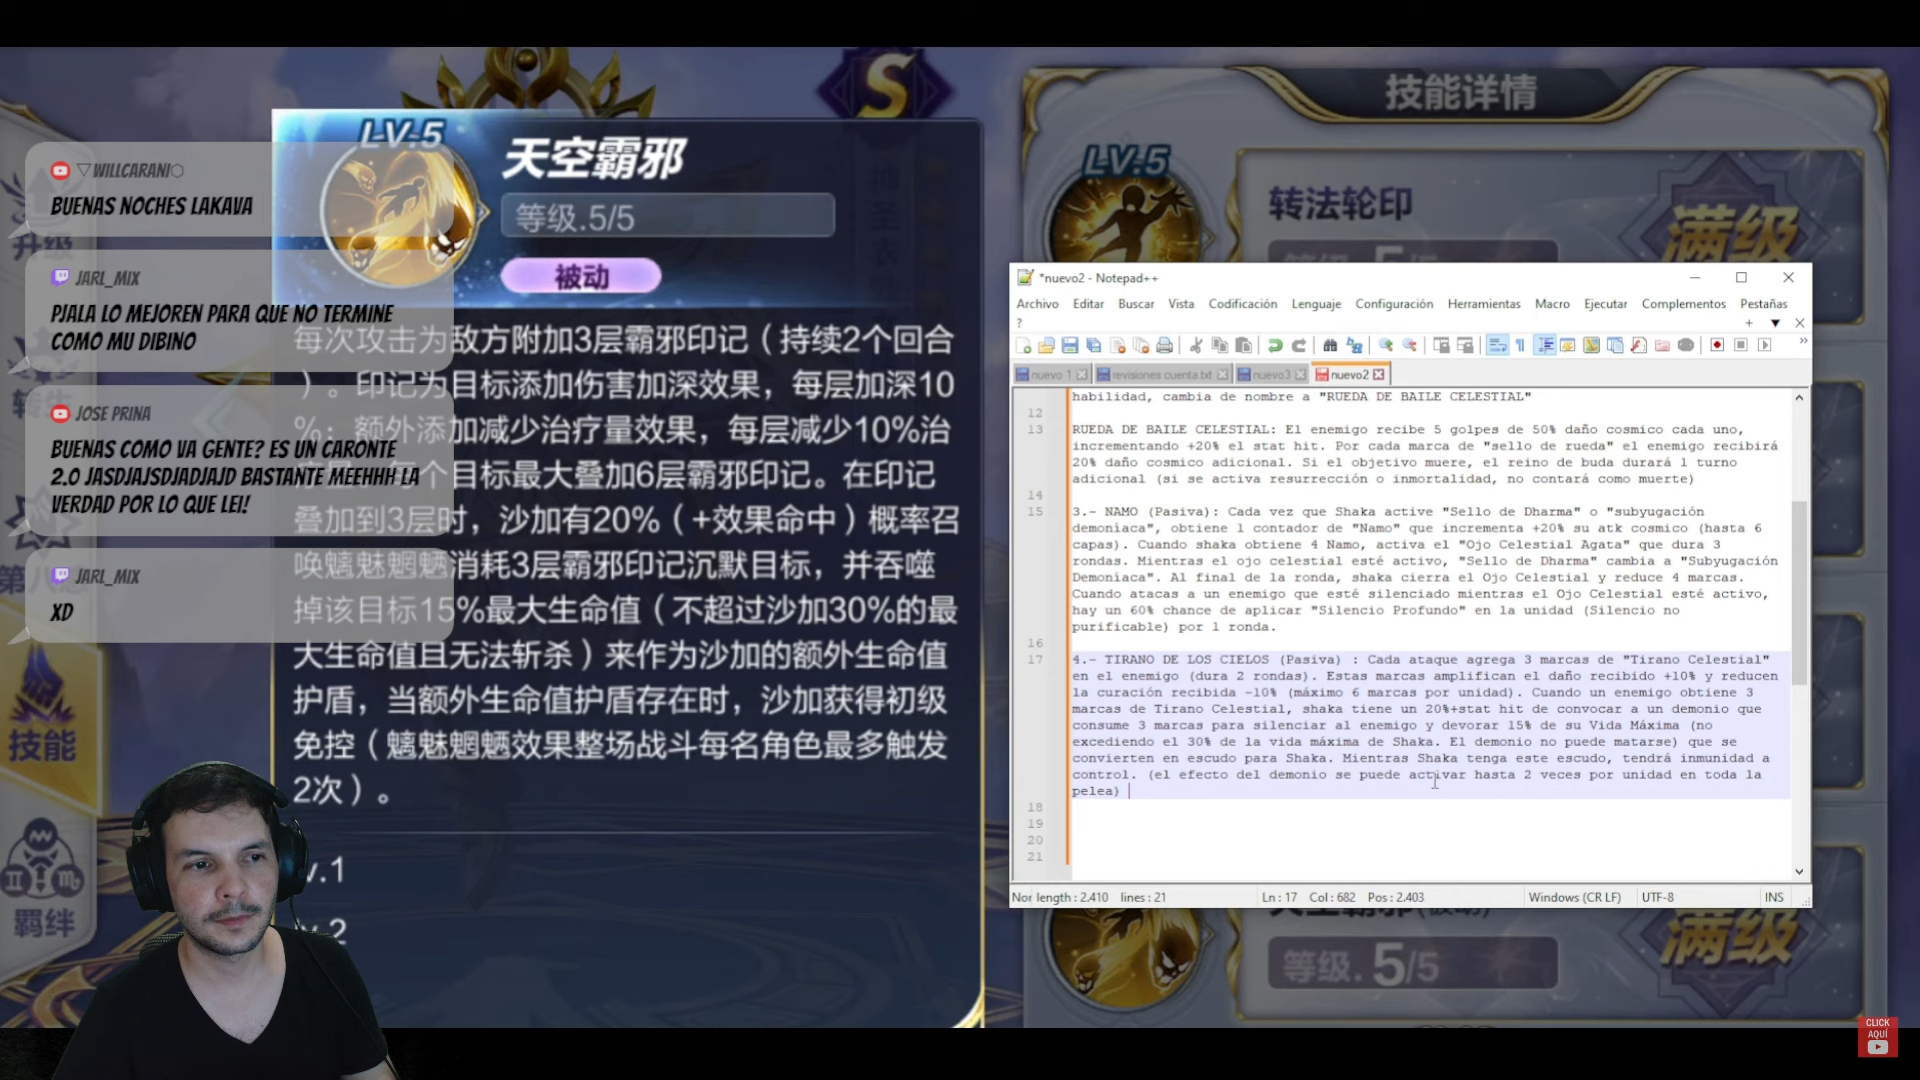 S
LV.5
天空霸邪
等级.5/5
被动
每次攻击为敌方附加3层霸邪印记（持续2个回合
）。印记为目标添加伤害加深效果，每层加深10
%；额外添加减少治疗量效果，每层减少10%治
疗量，每个目标最大叠加6层霸邪印记。在印记
叠加到3层时，沙加有20%（+效果命中）概率召
唤魑魅魍魉消耗3层霸邪印记沉默目标，并吞噬
掉该目标15%最大生命值（不超过沙加30%的最
大生命值且无法斩杀）来作为沙加的额外生命值
护盾，当额外生命值护盾存在时，沙加获得初级
免控（魑魅魍魉效果整场战斗每名角色最多触发
2次）。
v.1
2
▽WILLCARANI⬡
BUENAS NOCHES LAKAVA
JARL_MIX
PJALA LO MEJOREN PARA QUE NO TERMINE
COMO MU DIBINO
JOSE PRINA
BUENAS COMO VA GENTE? ES UN CARONTE
2.0 JASDJAJSDJADJAJD BASTANTE MEEHHH LA
VERDAD POR LO QUE LEI!
JARL_MIX
XD
升级
技能
羁绊
技能详情
LV.5
转法轮印
满级
*nuevo2 - Notepad++
Archivo Editar Buscar Vista Codificación Lenguaje Configuración Herramientas Macro Ejecutar Complementos Pestañas
?
nuevo 1 revisiones cuenta.txt nuevo3 nuevo2
habilidad, cambia de nombre a "RUEDA DE BAILE CELESTIAL"
12
13 RUEDA DE BAILE CELESTIAL: El enemigo recibe 5 golpes de 50% daño cosmico cada uno,
incrementando +20% el stat hit. Por cada marca de "sello de rueda" el enemigo recibirá
20% daño cosmico adicional. Si el objetivo muere, el reino de buda durará 1 turno
adicional (si se activa resurrección o inmortalidad, no contará como muerte)
14
15 3.- NAMO (Pasiva): Cada vez que Shaka active "Sello de Dharma" o "subyugación
demoníaca", obtiene 1 contador de "Namo" que incrementa +20% su atk cosmico (hasta 6
capas). Cuando shaka obtiene 4 Namo, activa el "Ojo Celestial Agata" que dura 3
rondas. Mientras el ojo celestial esté activo, "Sello de Dharma" cambia a "Subyugación
Demoníaca". Al final de la ronda, shaka cierra el Ojo Celestial y reduce 4 marcas.
Cuando atacas a un enemigo que esté silenciado mientras el Ojo Celestial esté activo,
hay un 60% chance de aplicar "Silencio Profundo" en la unidad (Silencio no
purificable) por 1 ronda.
16
17 4.- TIRANO DE LOS CIELOS (Pasiva) : Cada ataque agrega 3 marcas de "Tirano Celestial"
en el enemigo (dura 2 rondas). Estas marcas amplifican el daño recibido +10% y reducen
la curación recibida -10% (máximo 6 marcas por unidad). Cuando un enemigo obtiene 3
marcas de Tirano Celestial, shaka tiene un 20%+stat hit de convocar a un demonio que
consume 3 marcas para silenciar al enemigo y devorar 15% de su Vida Máxima (no
excediendo el 30% de la vida máxima de Shaka. El demonio no puede matarse) que se
convierten en escudo para Shaka. Mientras Shaka tenga este escudo, tendrá inmunidad a
control. (el efecto del demonio se puede activar hasta 2 veces por unidad en toda la
pelea)
18
19
20
21
Nor length : 2.410 lines : 21 Ln : 17 Col : 682 Pos : 2.403 Windows (CR LF) UTF-8 INS
等级.5/5
满级
CLICK
AQUÍ